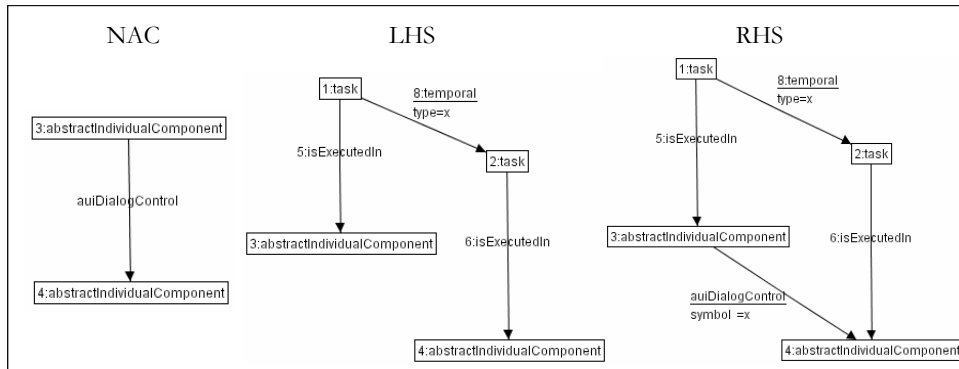 NAC
LHS
RHS
3:abstractIndividualComponent
auiDialogControl
4:abstractIndividualComponent
1:task
8:temporal
type=x
5:isExecutedIn
2:task
3:abstractIndividualComponent
6:isExecutedIn
4:abstractIndividualComponent
1:task
8:temporal
type=x
5:isExecutedIn
2:task
3:abstractIndividualComponent
6:isExecutedIn
auiDialogControl
symbol =x
4:abstractIndividualComponent